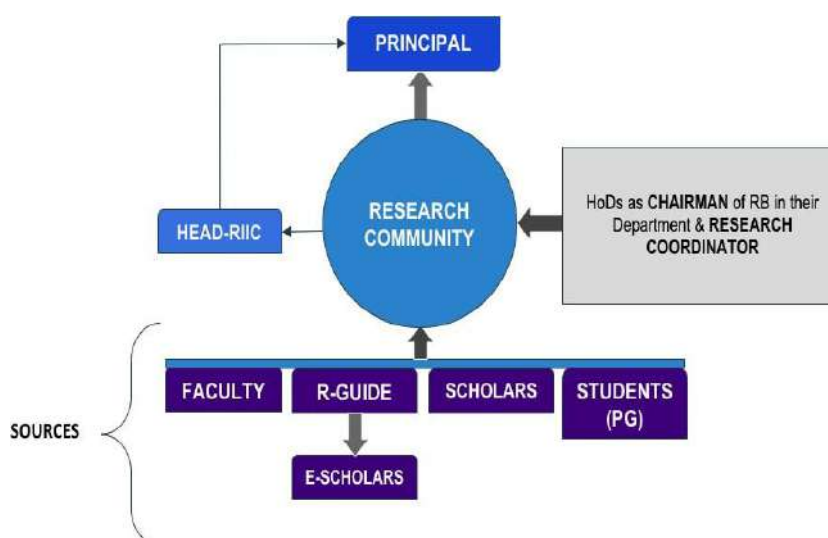 PRINCIPAL
RESEARCH
COMMUNITY
HEAD-RIIC
HoDs as CHAIRMAN of RB in their
Department & RESEARCH
COORDINATOR
SOURCES
FACULTY
R-GUIDE
SCHOLARS
STUDENTS
(PG)
E-SCHOLARS